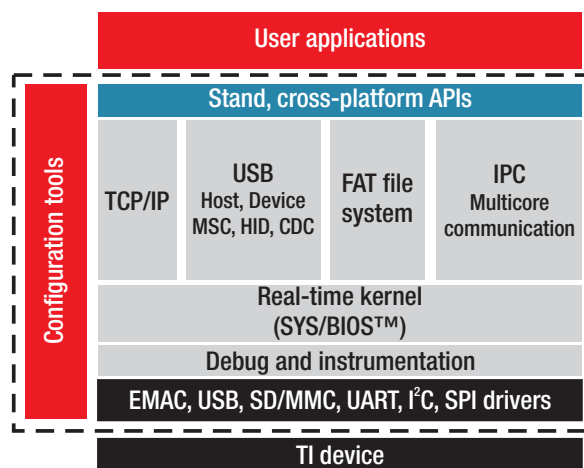 User applications
Configuration tools
Stand, cross-platform APIs
TCP/IP
USB
Host, Device
MSC, HID, CDC
FAT file
system
IPC
Multicore
communication
Real-time kernel
(SYS/BIOS™)
Debug and instrumentation
EMAC, USB, SD/MMC, UART, I²C, SPI drivers
TI device